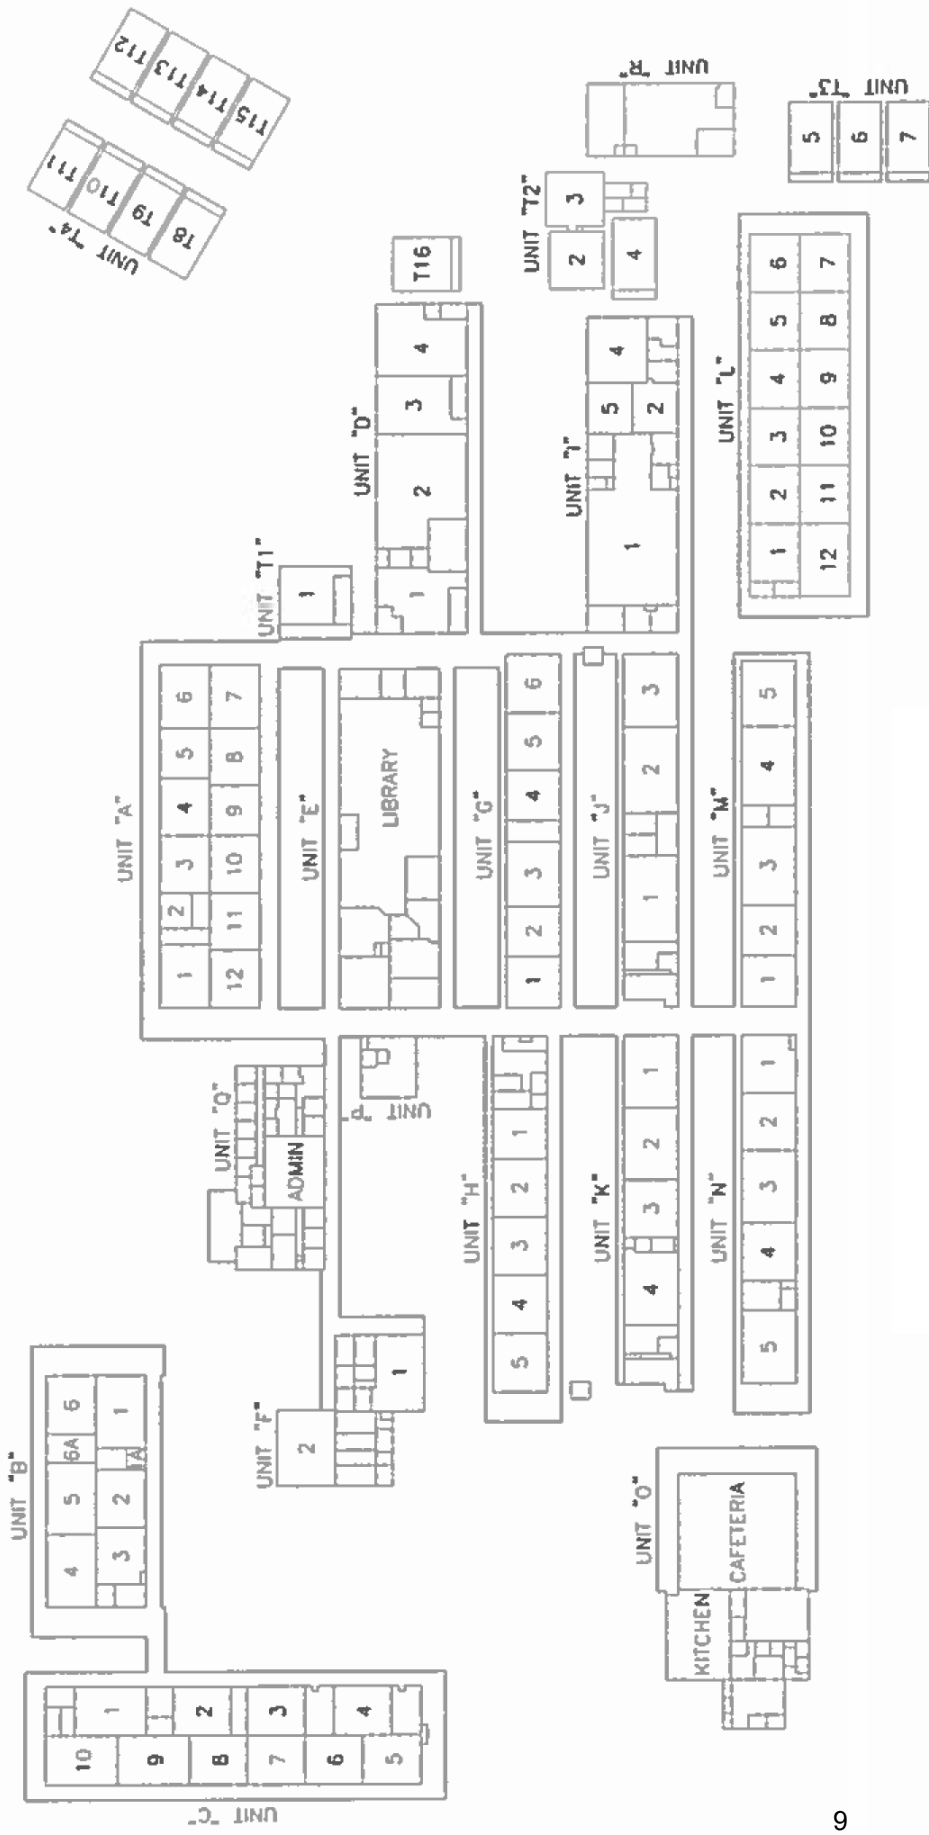 UNIT "C"
10
9
8
7
6
5
1
2
3
4
UNIT "B"
4
5
6A
6
3
2
1A
1
UNIT "F"
2
1
UNIT "O"
KITCHEN
CAFETERIA
UNIT "Q"
ADMIN
UNIT "P"
UNIT "H"
5
4
3
2
1
UNIT "K"
4
3
2
1
UNIT "N"
5
4
3
2
1
UNIT "A"
1
2
3
4
5
6
12
11
10
9
8
7
UNIT "E"
LIBRARY
UNIT "G"
1
2
3
4
5
6
UNIT "J"
1
2
3
UNIT "M"
1
2
3
4
5
UNIT "T1"
1
UNIT "D"
1
2
3
4
T16
UNIT "I"
1
5
2
4
UNIT "L"
1
2
3
4
5
6
12
11
10
9
8
7
UNIT "T2"
2
3
4
UNIT "R"
UNIT "T3"
5
6
7
UNIT "T4"
T8
T9
T10
T11
T12
T13
T14
T15
9